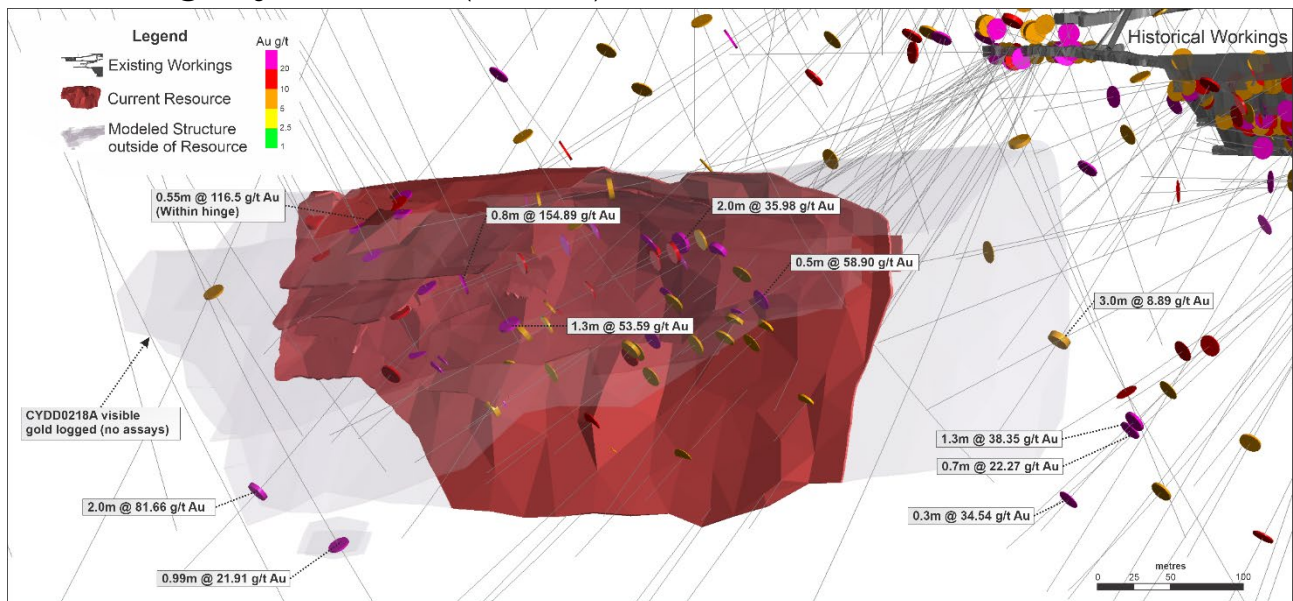 Legend
Existing Workings
Current Resource
Modeled Structure
outside of Resource
Au g/t
20
10
5
2.5
1
Historical Workings
0.55m @ 116.5 g/t Au
(Within hinge)
0.8m @ 154.89 g/t Au
2.0m @ 35.98 g/t Au
0.5m @ 58.90 g/t Au
3.0m @ 8.89 g/t Au
1.3m @ 53.59 g/t Au
CYDD0218A visible
gold logged (no assays)
1.3m @ 38.35 g/t Au
0.7m @ 22.27 g/t Au
2.0m @ 81.66 g/t Au
0.3m @ 34.54 g/t Au
0.99m @ 21.91 g/t Au
metres
0 25 50 100